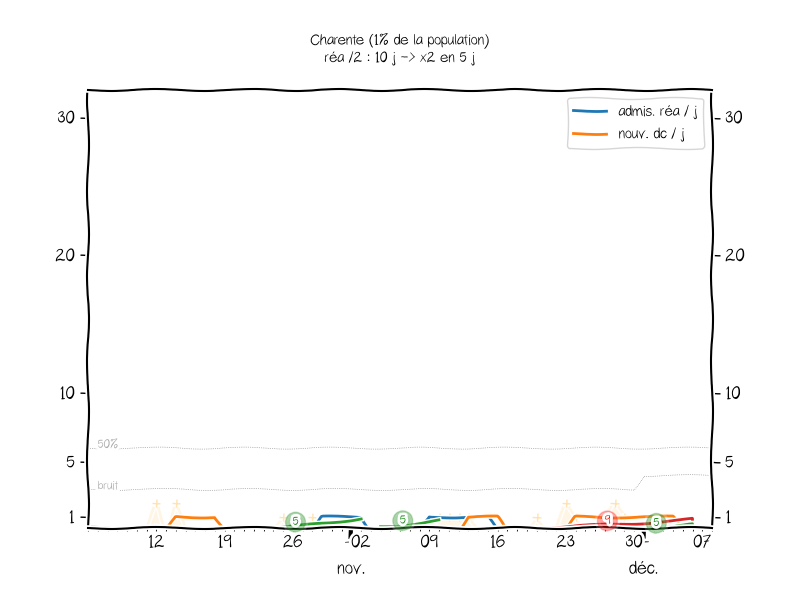 Charente (1% de la population)
réa /2 : 10 j -> x2 en 5 j
admis. réa / j
nouv. dc / j
30 30
20 20
10 10
50%
5 5
bruit
1 1
5 5 9 5
12 19 26 02 09 16 23 30 07
nov. déc.